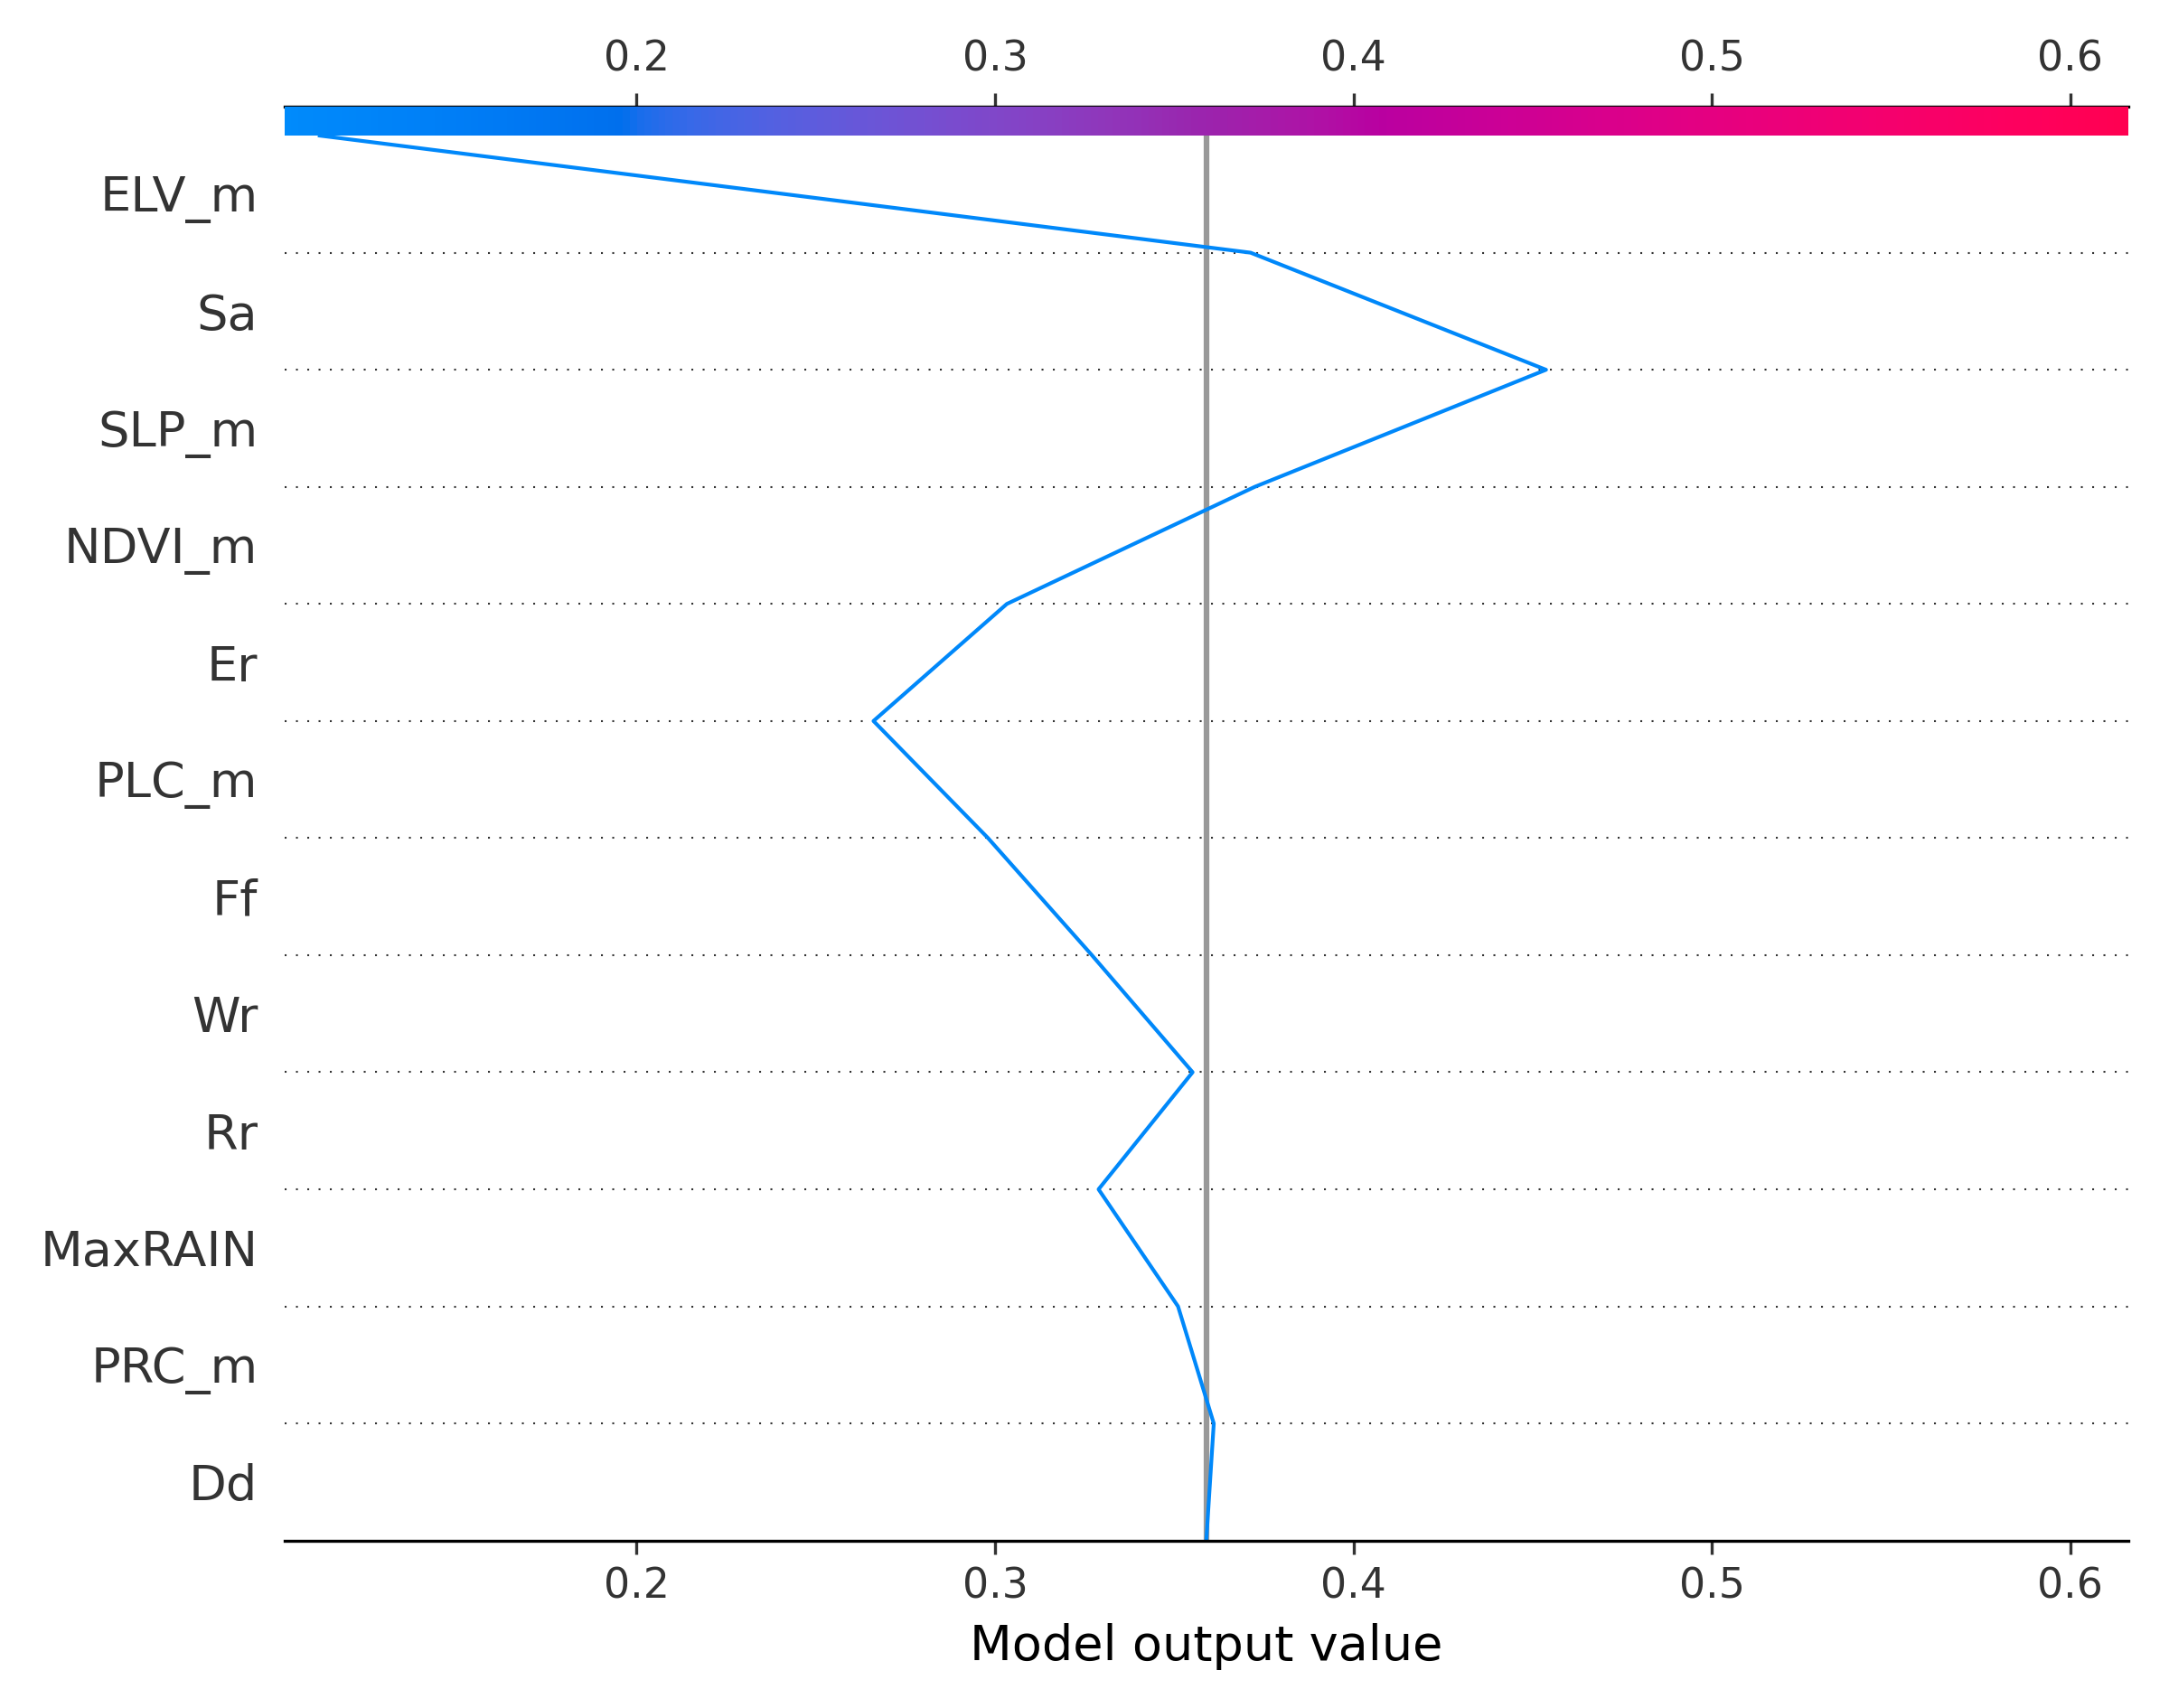 0.2 0.3 0.4 0.5 0.6
ELV_m
Sa
SLP_m
NDVI_m
Er
PLC_m
Ff
Wr
Rr
MaxRAIN
PRC_m
Dd
0.2 0.3 0.4 0.5 0.6
Model output value